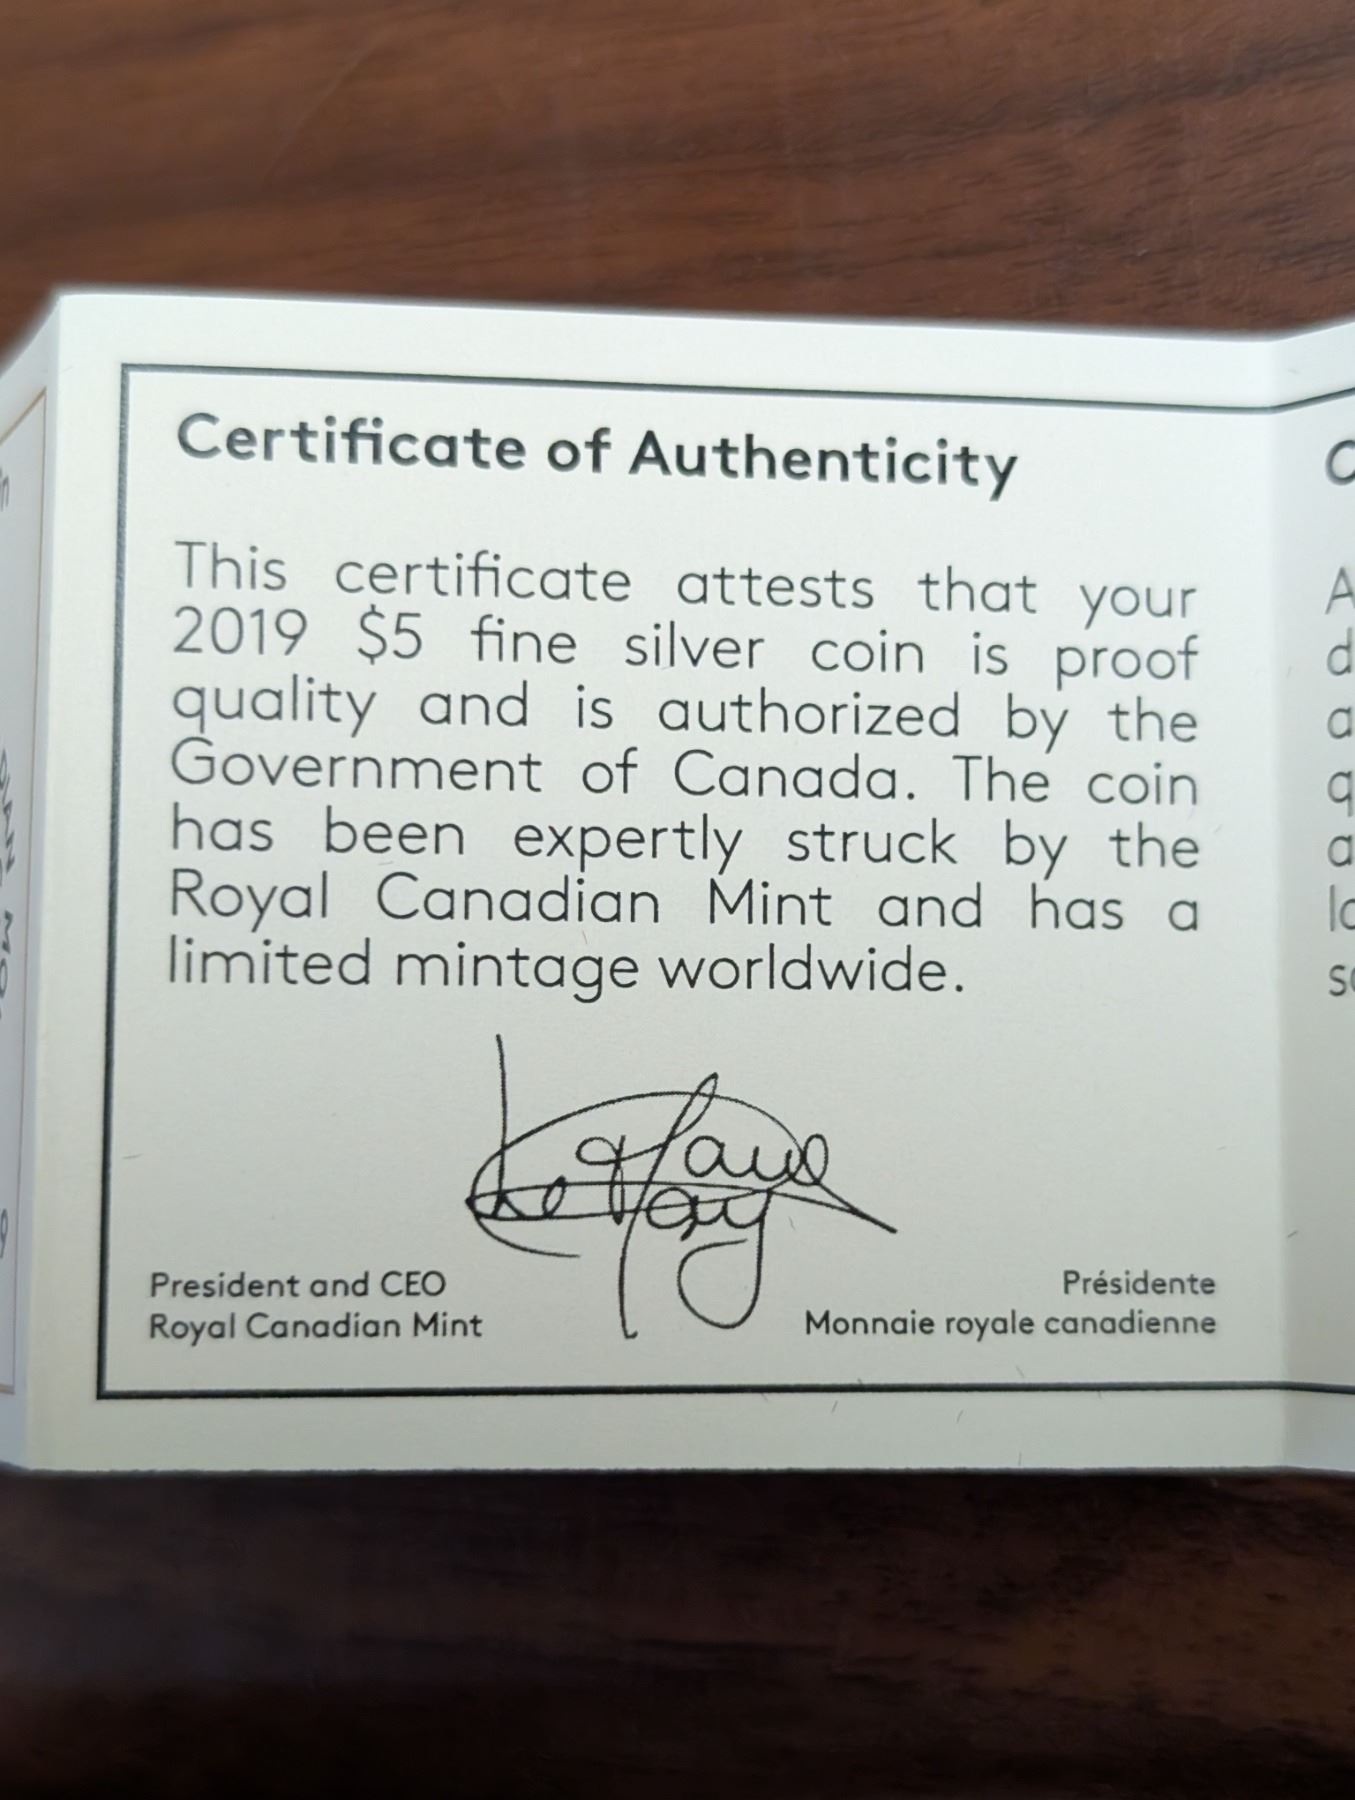 Certificate of Authenticity
This certificate attests that your
2019 $5 fine silver coin is proof
quality and is authorized by the
Government of Canada. The coin
has been expertly struck by the
Royal Canadian Mint and has a
limited mintage worldwide.
President and CEO
Royal Canadian Mint
Présidente
Monnaie royale canadienne